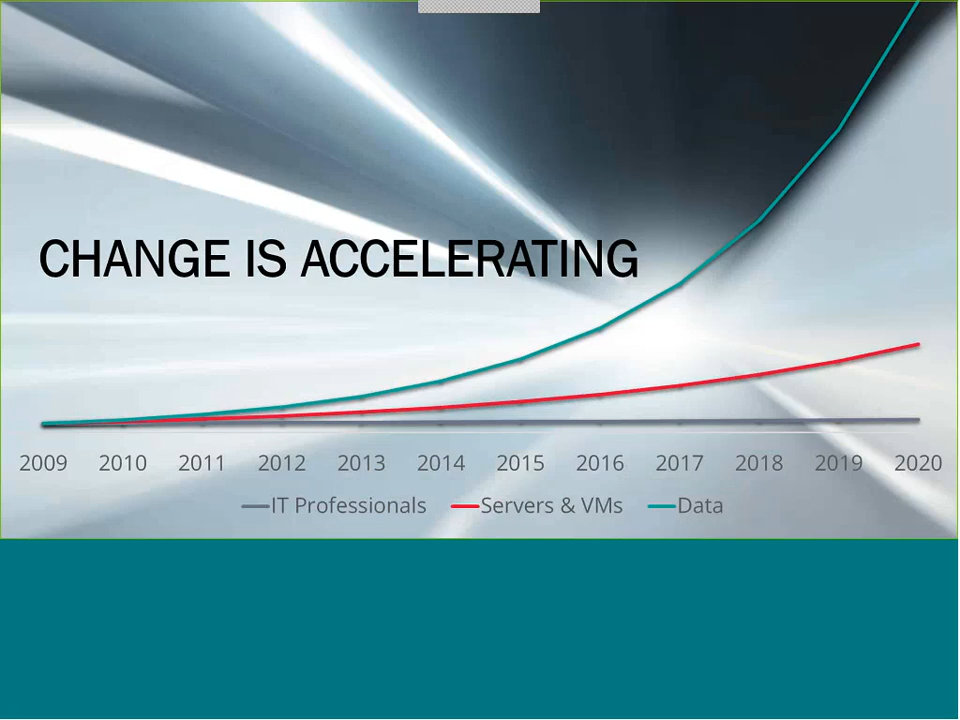 CHANGE IS ACCELERATING
2009 2010 2011 2012 2013 2014 2015 2016 2017 2018 2019 2020
IT Professionals Servers & VMs Data